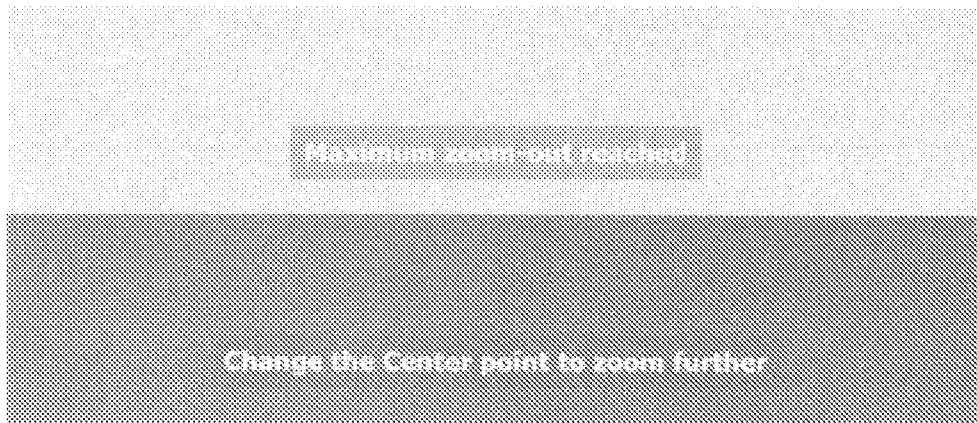 Maximum zoom-out reached
Change the Center point to zoom further